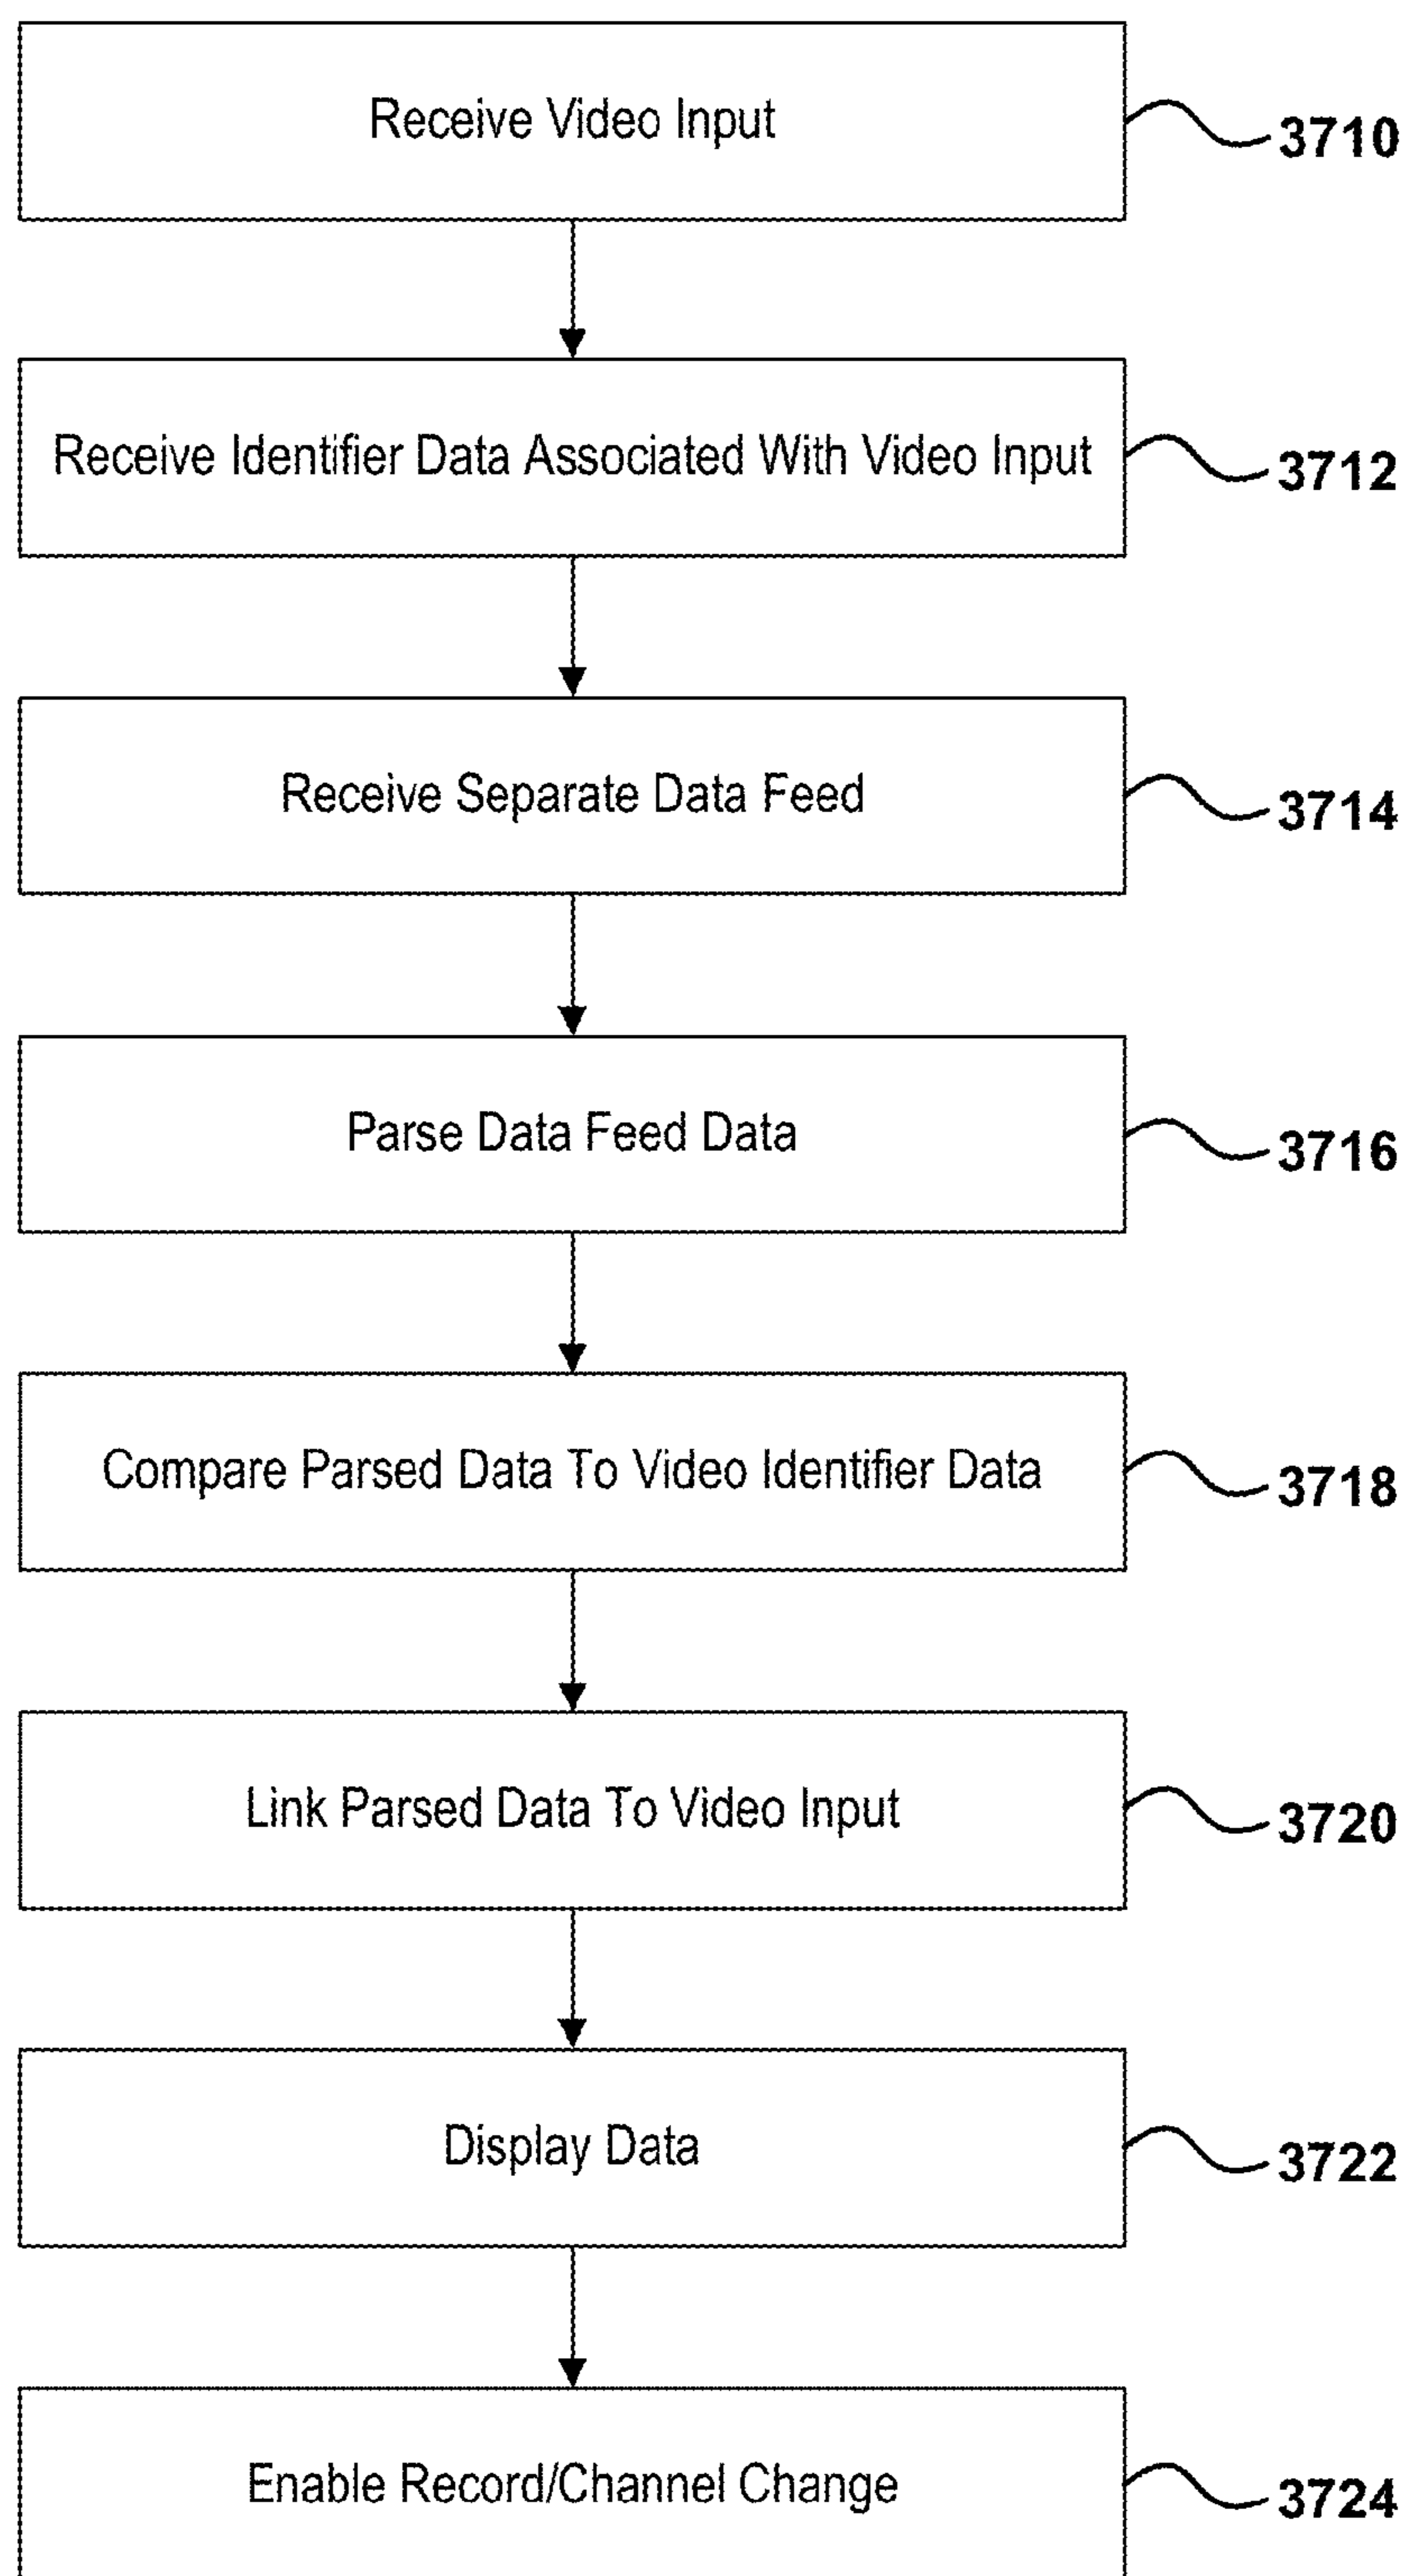 Receive Video Input
3710
Receive Identifier Data Associated With Video Input
3712
Receive Separate Data Feed
3714
Parse Data Feed Data
3716
Compare Parsed Data To Video Identifier Data
3718
Link Parsed Data To Video Input
3720
Display Data
3722
Enable Record/Channel Change
3724